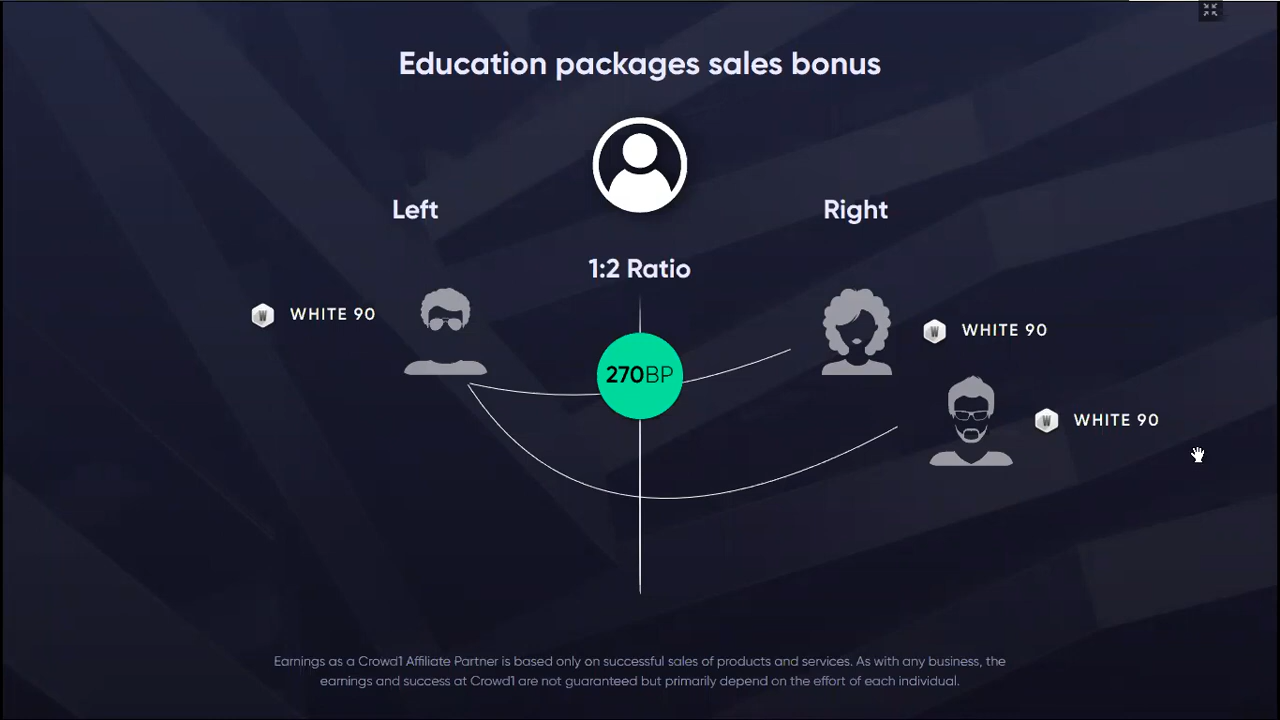 Education packages sales bonus
Left
Right
1:2 Ratio
W WHITE 90
W WHITE 90
270BP
W WHITE 90
Earnings as a Crowd1 Affiliate Partner is based only on successful sales of products and services. As with any business, the
earnings and success at Crowd1 are not guaranteed but primarily depend on the effort of each individual.